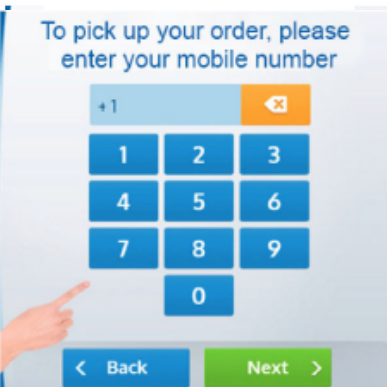 To pick up your order, please
enter your mobile number
+1
1 2 3
4 5 6
7 8 9
0
< Back Next >